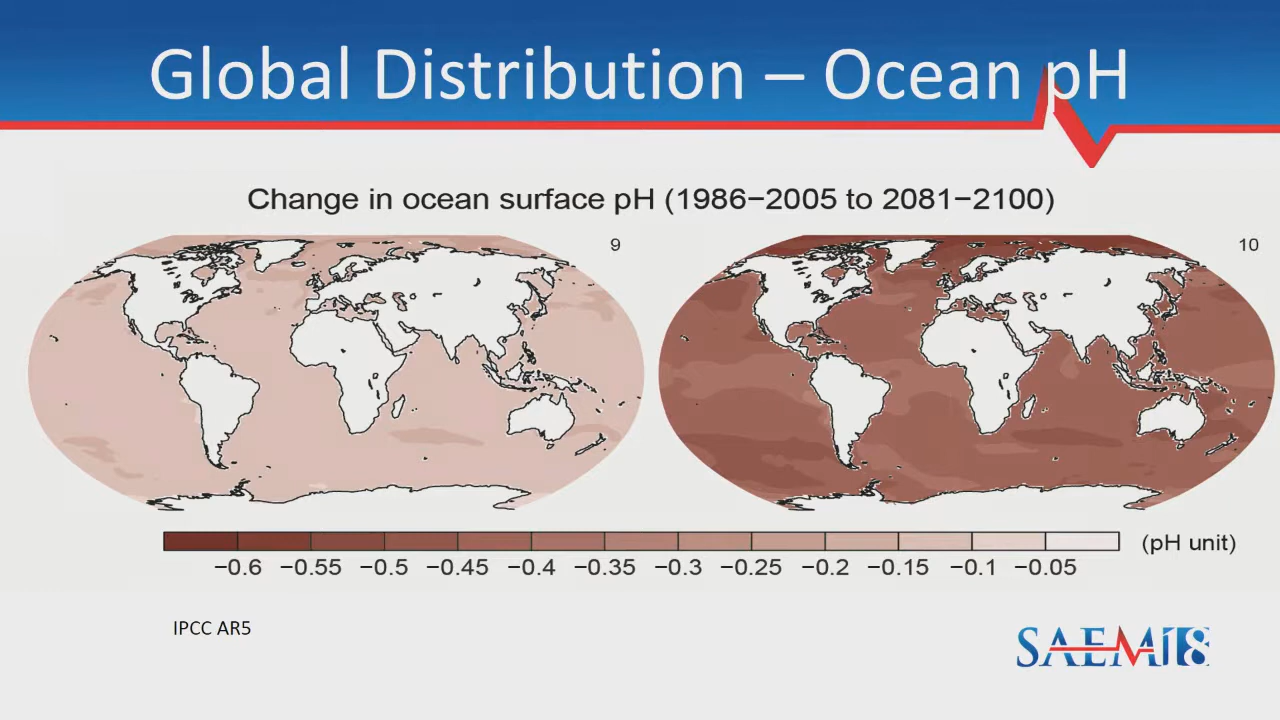 Global Distribution – Ocean pH
Change in ocean surface pH (1986−2005 to 2081−2100)
9
10
−0.6 −0.55 −0.5 −0.45 −0.4 −0.35 −0.3 −0.25 −0.2 −0.15 −0.1 −0.05 (pH unit)
IPCC AR5
SAEM18